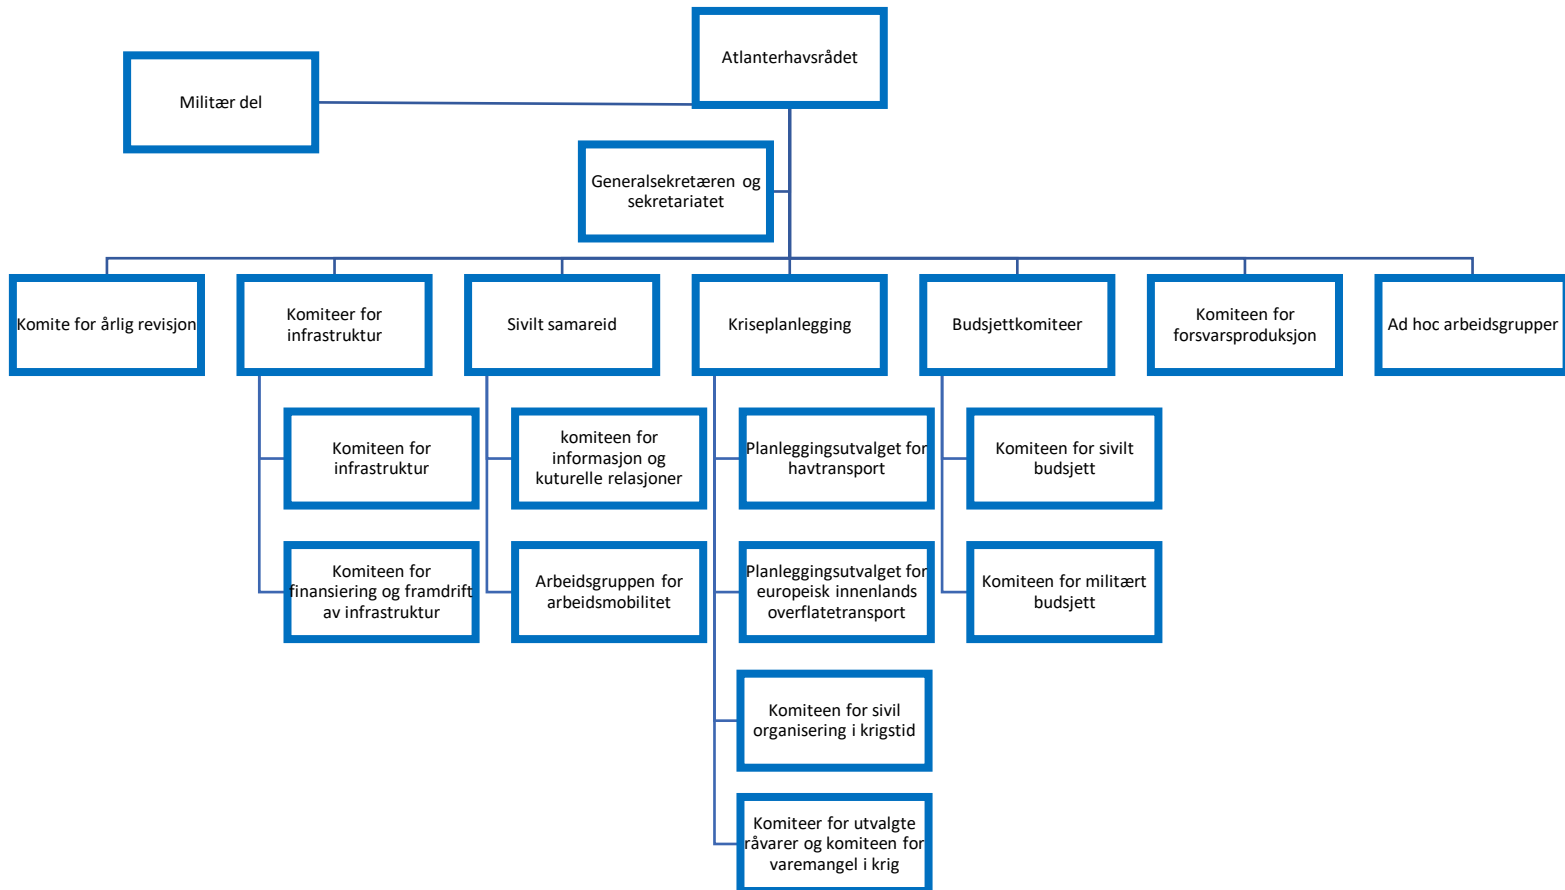 Atlanterhavsrådet
Militær del
Generalsekretæren og
sekretariatet
Komite for årlig revisjon
Komiteer for
infrastruktur
Sivilt samareid
Kriseplanlegging
Budsjettkomiteer
Komiteen for
forsvarsproduksjon
Ad hoc arbeidsgrupper
Komiteen for
infrastruktur
komiteen for
informasjon og
kuturelle relasjoner
Planleggingsutvalget for
havtransport
Komiteen for sivilt
budsjett
Komiteen for
finansiering og framdrift
av infrastruktur
Arbeidsgruppen for
arbeidsmobilitet
Planleggingsutvalget for
europeisk innenlands
overflatetransport
Komiteen for militært
budsjett
Komiteen for sivil
organisering i krigstid
Komiteer for utvalgte
råvarer og komiteen for
varemangel i krig